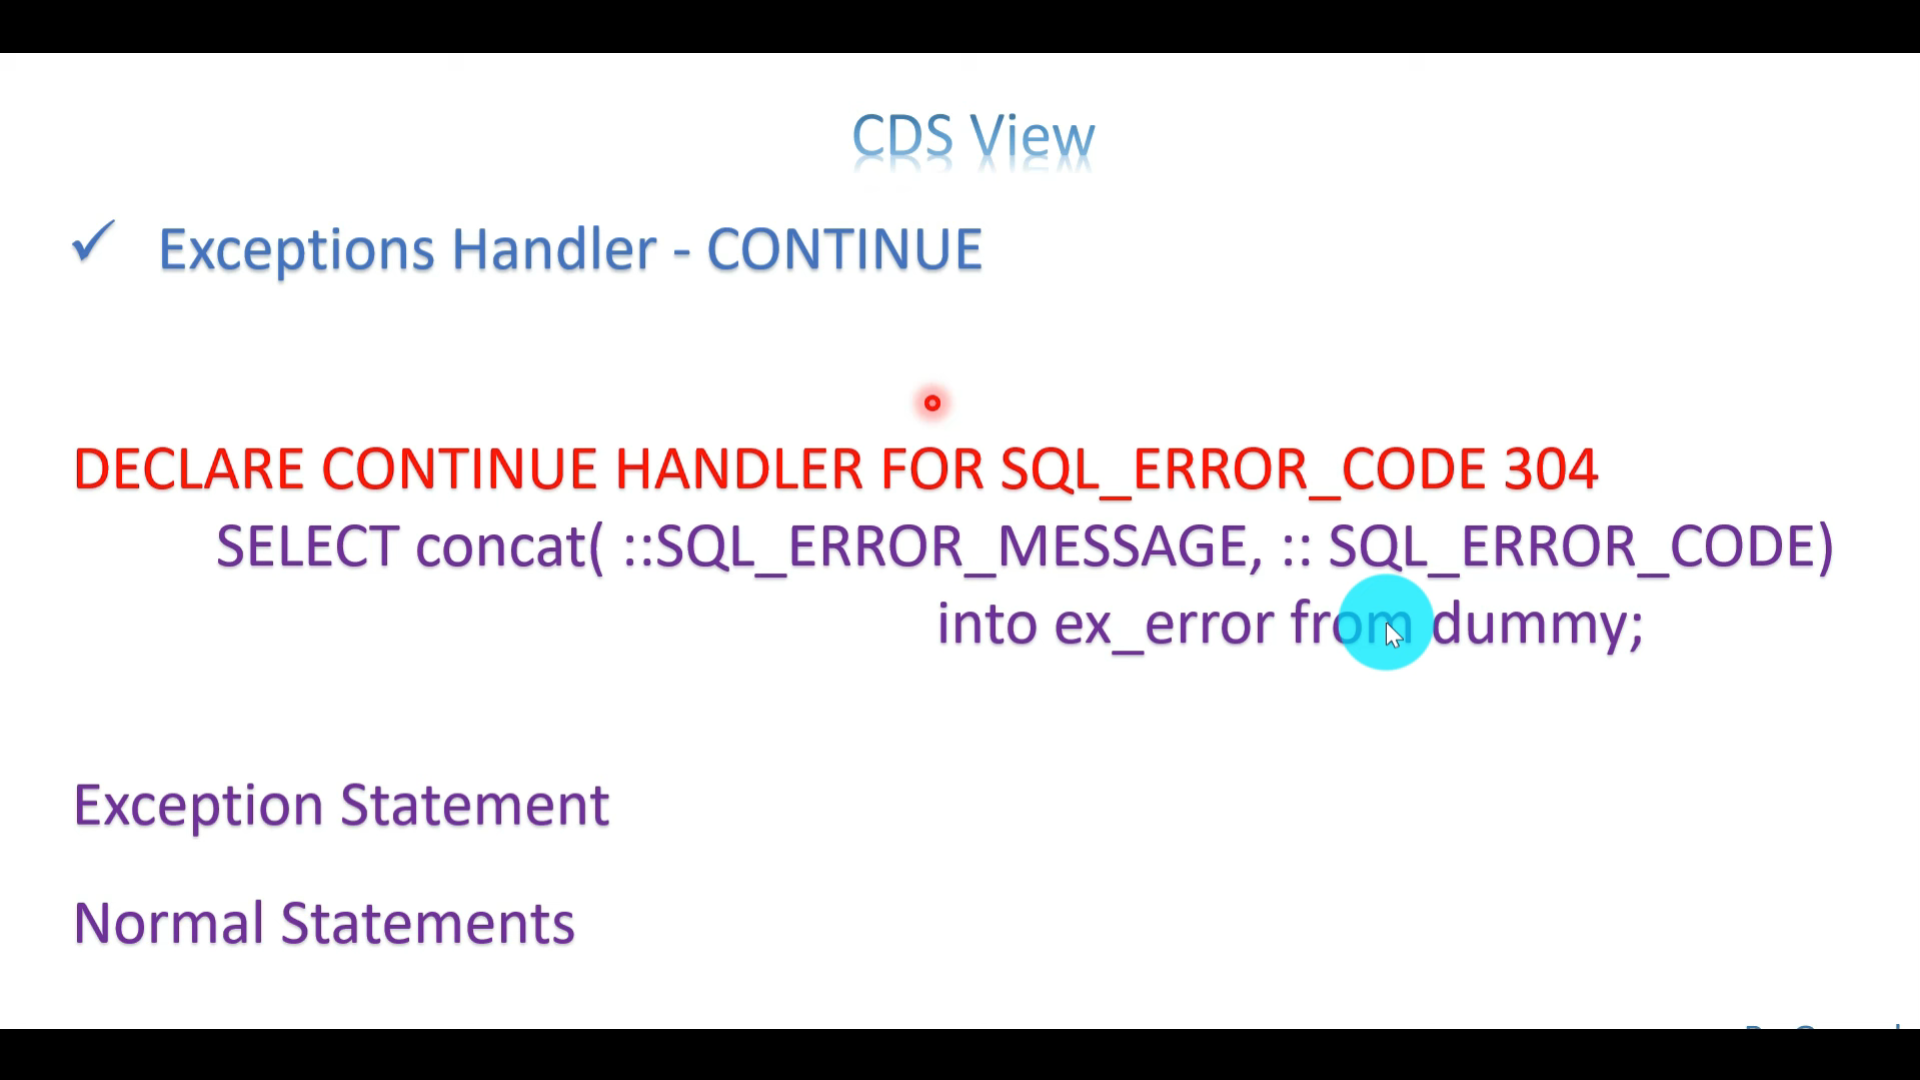 CDS View
✓ Exceptions Handler - CONTINUE
DECLARE CONTINUE HANDLER FOR SQL_ERROR_CODE 304
SELECT concat( ::SQL_ERROR_MESSAGE, :: SQL_ERROR_CODE)
into ex_error from dummy;
Exception Statement
Normal Statements